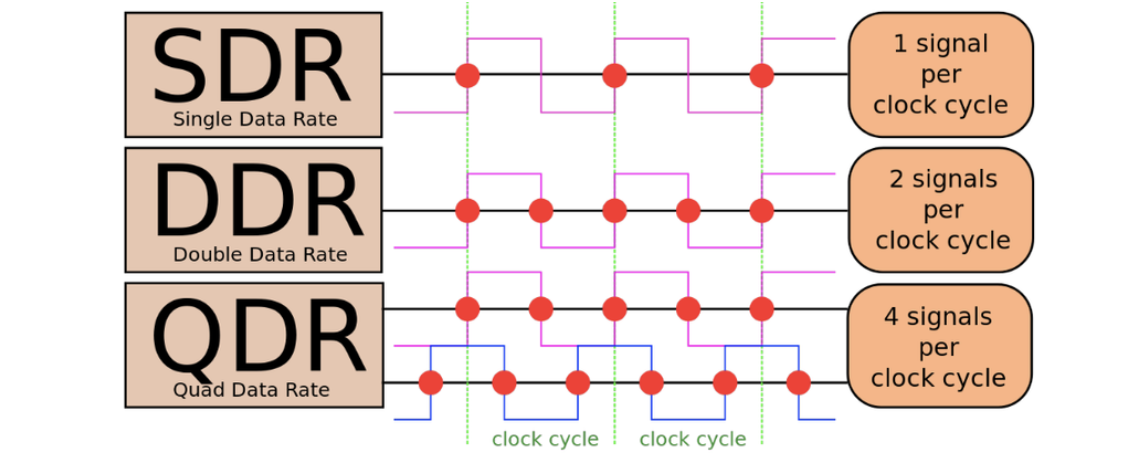 SDR
Single Data Rate
1 signal
per
clock cycle
DDR
Double Data Rate
2 signals
per
clock cycle
QDR
Quad Data Rate
4 signals
per
clock cycle
clock cycle clock cycle